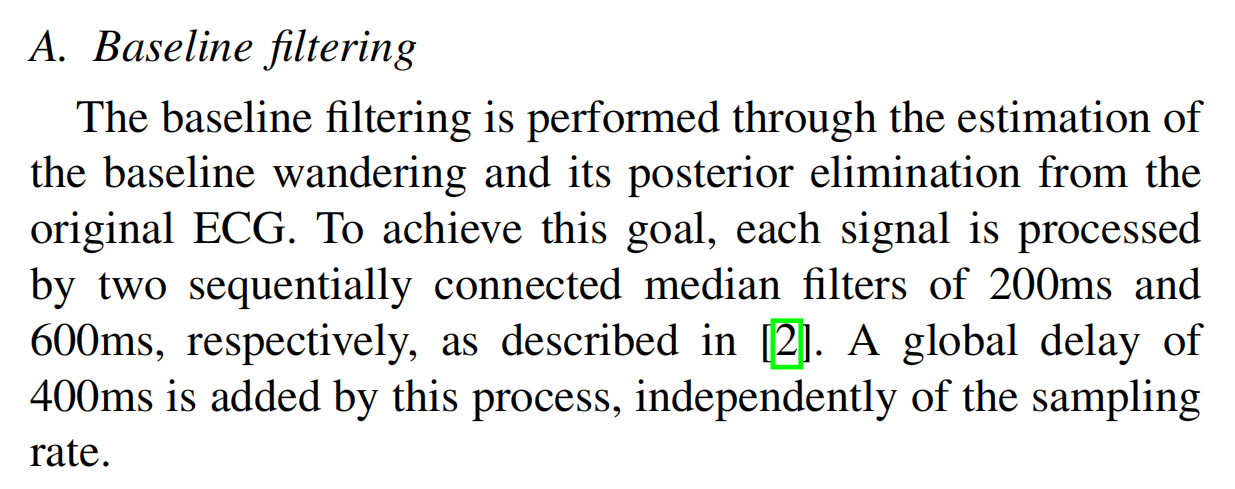 A. Baseline filtering
The baseline filtering is performed through the estimation of
the baseline wandering and its posterior elimination from the
original ECG. To achieve this goal, each signal is processed
by two sequentially connected median filters of 200ms and
600ms, respectively, as described in [2]. A global delay of
400ms is added by this process, independently of the sampling
rate.